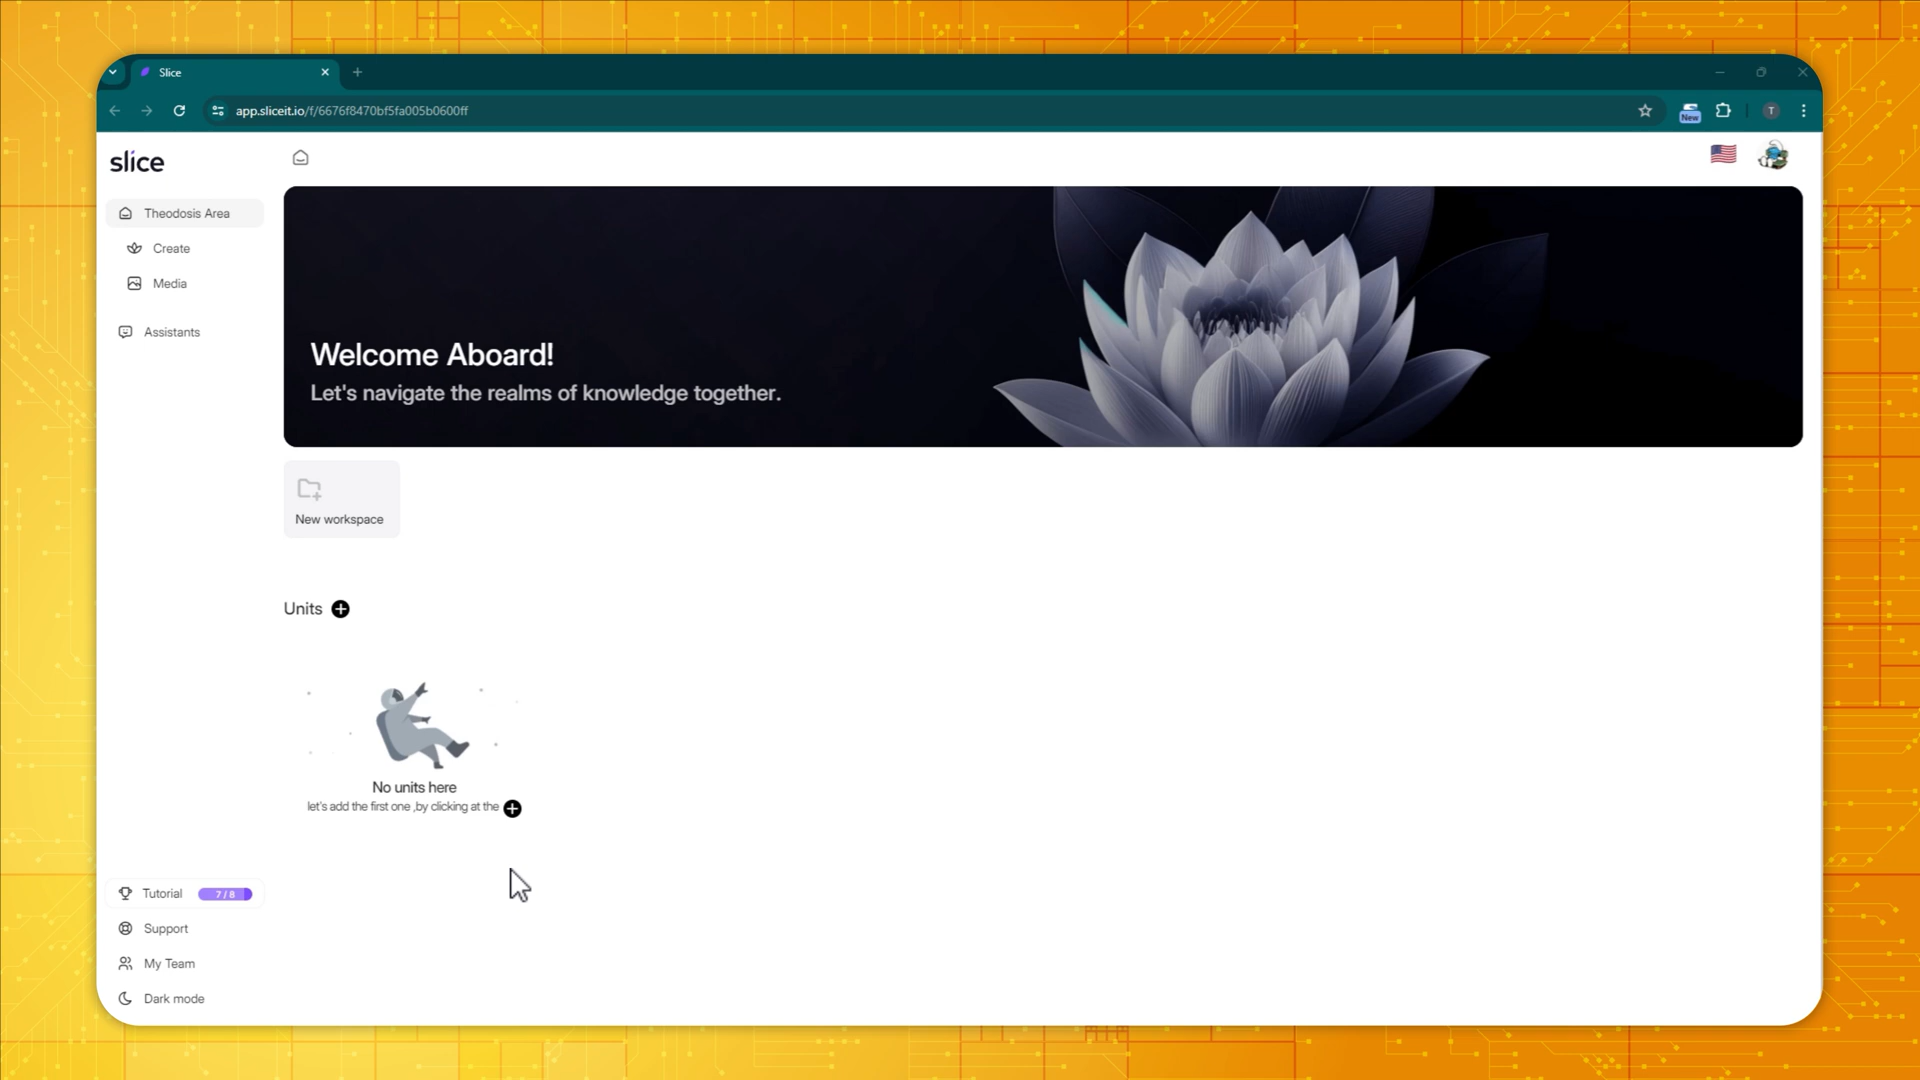 Slice
app.sliceit.io/f/6676f8470bf5fa005b0600ff
New
T
slice
Theodosis Area
Create
Media
Assistants
Welcome Aboard!
Let's navigate the realms of knowledge together.
New workspace
Units
No units here
let's add the first one ,by clicking at the
Tutorial 7 / 8
Support
My Team
Dark mode